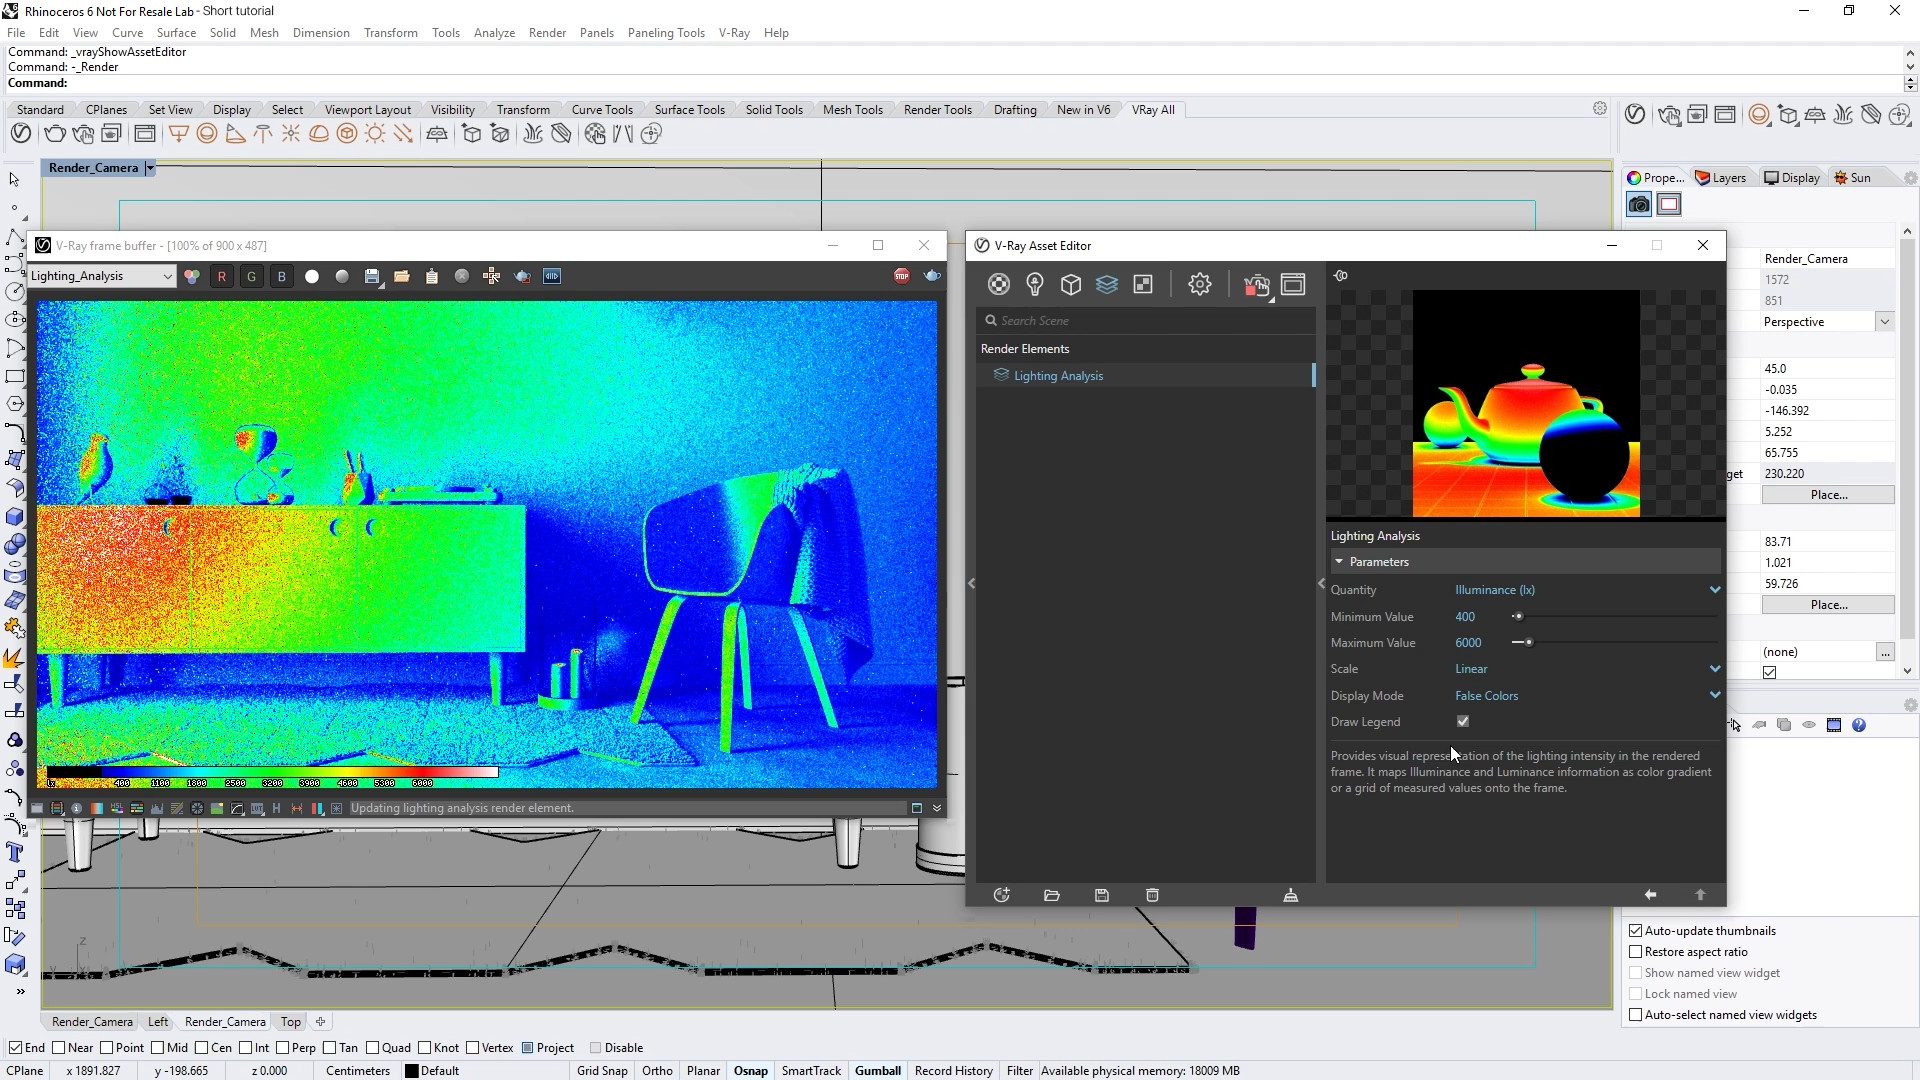 Rhinoceros 6 Not For Resale Lab - Short tutorial
File Edit View Curve Surface Solid Mesh Dimension Transform Tools Analyze Render Panels Paneling Tools V-Ray Help
Command: _vrayShowAssetEditor
Command: -_Render
Command:
Standard CPlanes Set View Display Select Viewport Layout Visibility Transform Curve Tools Surface Tools Solid Tools Mesh Tools Render Tools Drafting New in V6 VRay All
Render_Camera
Prope... Layers Display Sun
V-Ray frame buffer - [100% of 900 x 487]
Lighting_Analysis R G B
STOP
lx 400 1100 1800 2500 3200 3900 4600 5300 6000
HSL LUT H
Updating lighting analysis render element.
V-Ray Asset Editor
Search Scene
Render Elements
Lighting Analysis
Lighting Analysis
Parameters
Quantity Illuminance (lx)
Minimum Value 400
Maximum Value 6000
Scale Linear
Display Mode False Colors
Draw Legend
Provides visual representation of the lighting intensity in the rendered
frame. It maps Illuminance and Luminance information as color gradient
or a grid of measured values onto the frame.
Render_Camera
1572
851
Perspective
45.0
-0.035
-146.392
5.252
65.755
get 230.220
Place...
83.71
1.021
59.726
Place...
(none) ...
Auto-update thumbnails
Restore aspect ratio
Show named view widget
Lock named view
Auto-select named view widgets
z
y x
Render_Camera Left Render_Camera Top
End Near Point Mid Cen Int Perp Tan Quad Knot Vertex Project Disable
CPlane x 1891.827 y -198.665 z 0.000 Centimeters Default Grid Snap Ortho Planar Osnap SmartTrack Gumball Record History Filter Available physical memory: 18009 MB